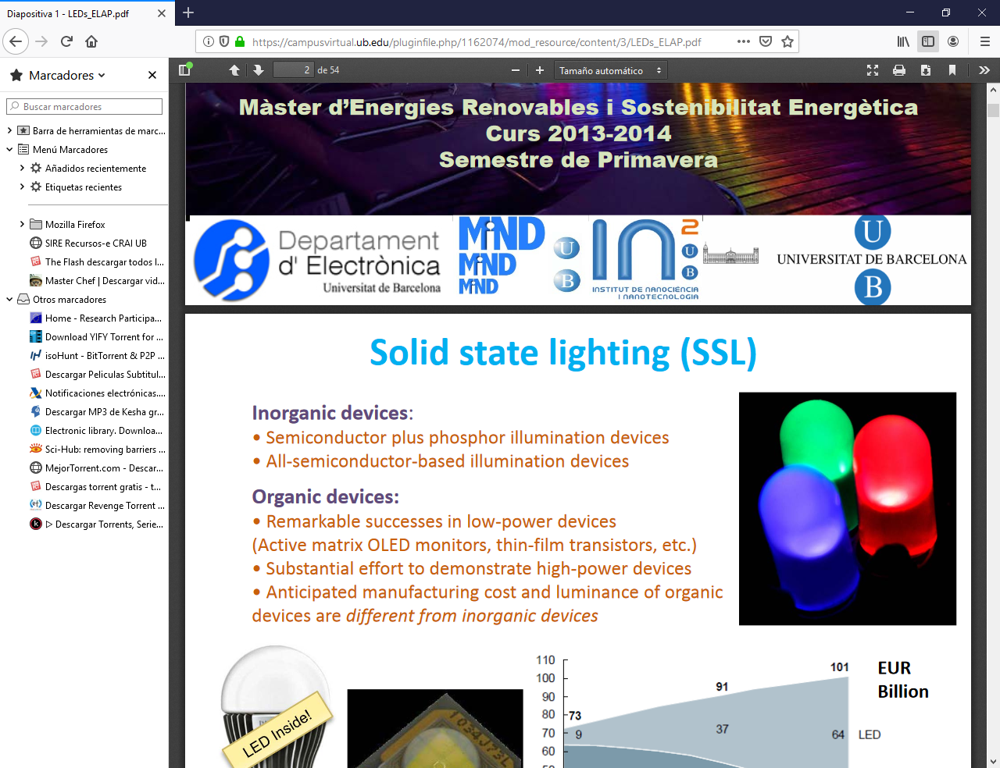 Diapositiva 1 - LEDs_ELAP.pdf
https://campusvirtual.ub.edu/pluginfile.php/1162074/mod_resource/content/3/LEDs_ELAP.pdf
Marcadores
2 de 54
Tamaño automático
Buscar marcadores
Barra de herramientas de marc...
Menú Marcadores
Añadidos recientemente
Etiquetas recientes
Mozilla Firefox
SIRE Recursos-e CRAI UB
The Flash descargar todos l...
Master Chef | Descargar vid...
Otros marcadores
Home - Research Participa...
Download YIFY Torrent for ...
isoHunt - BitTorrent & P2P ...
Descargar Peliculas Subtitul...
Notificaciones electrónicas....
Descargar MP3 de Kesha gr...
Electronic library. Downloa...
Sci-Hub: removing barriers ...
MejorTorrent.com - Descar...
Descargas torrent gratis - t...
Descargar Revenge Torrent ...
▷ Descargar Torrents, Serie...
Màster d'Energies Renovables i Sostenibilitat Energètica
Curs 2013-2014
Semestre de Primavera
Departament
d' Electrònica
Universitat de Barcelona
MiND
MiND
MiND
U
B
IN2
U
B
INSTITUT DE NANOCIÈNCIA
I NANOTECNOLOGIA
U
UNIVERSITAT DE BARCELONA
B
Solid state lighting (SSL)
Inorganic devices:
• Semiconductor plus phosphor illumination devices
• All-semiconductor-based illumination devices
Organic devices:
• Remarkable successes in low-power devices
(Active matrix OLED monitors, thin-film transistors, etc.)
• Substantial effort to demonstrate high-power devices
• Anticipated manufacturing cost and luminance of organic
devices are different from inorganic devices
LED Inside!
1034J73L
110
100
90
80
70
60
73
91
101
9
37
64
LED
EUR
Billion